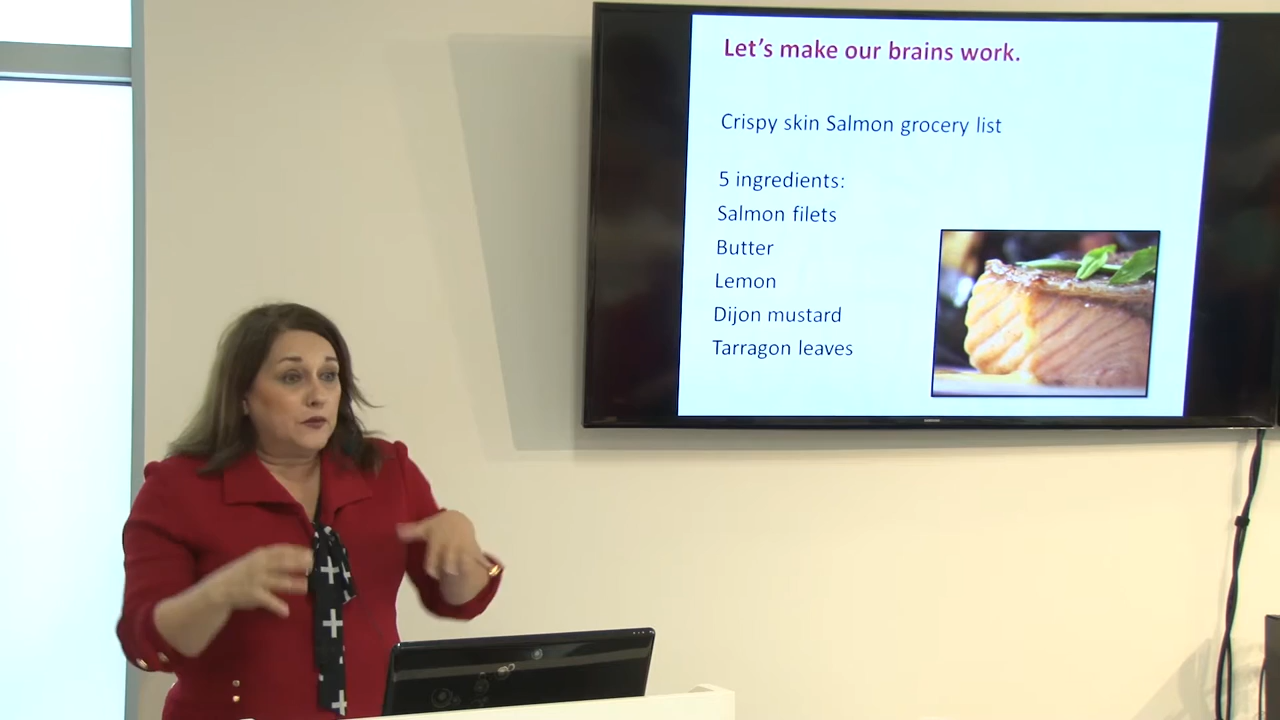 Let's make our brains work.
Crispy skin Salmon grocery list
5 ingredients:
Salmon filets
Butter
Lemon
Dijon mustard
Tarragon leaves